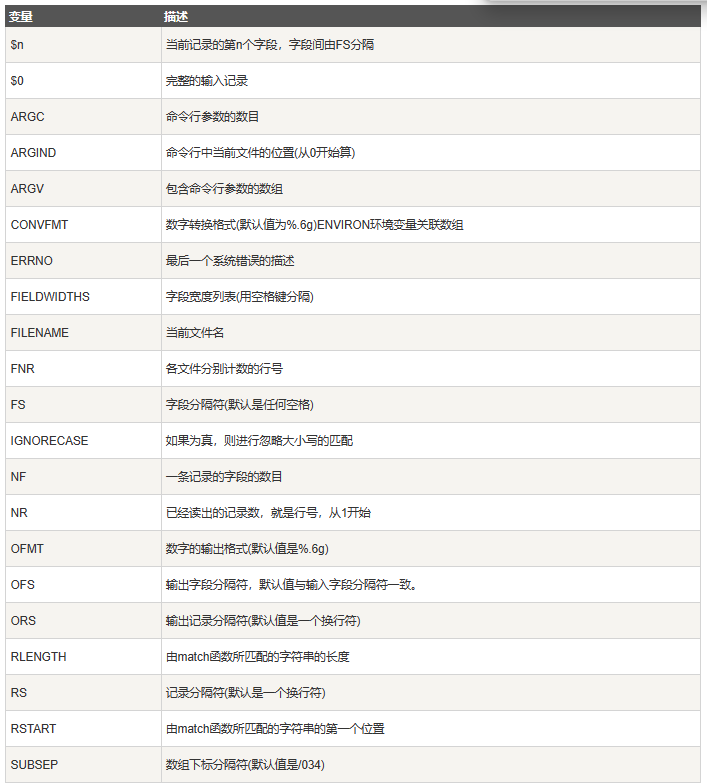 变量 描述
$n 当前记录的第n个字段，字段间由FS分隔
$0 完整的输入记录
ARGC 命令行参数的数目
ARGIND 命令行中当前文件的位置(从0开始算)
ARGV 包含命令行参数的数组
CONVFMT 数字转换格式(默认值为%.6g)ENVIRON环境变量关联数组
ERRNO 最后一个系统错误的描述
FIELDWIDTHS 字段宽度列表(用空格键分隔)
FILENAME 当前文件名
FNR 各文件分别计数的行号
FS 字段分隔符(默认是任何空格)
IGNORECASE 如果为真，则进行忽略大小写的匹配
NF 一条记录的字段的数目
NR 已经读出的记录数，就是行号，从1开始
OFMT 数字的输出格式(默认值是%.6g)
OFS 输出字段分隔符，默认值与输入字段分隔符一致。
ORS 输出记录分隔符(默认值是一个换行符)
RLENGTH 由match函数所匹配的字符串的长度
RS 记录分隔符(默认是一个换行符)
RSTART 由match函数所匹配的字符串的第一个位置
SUBSEP 数组下标分隔符(默认值是/034)